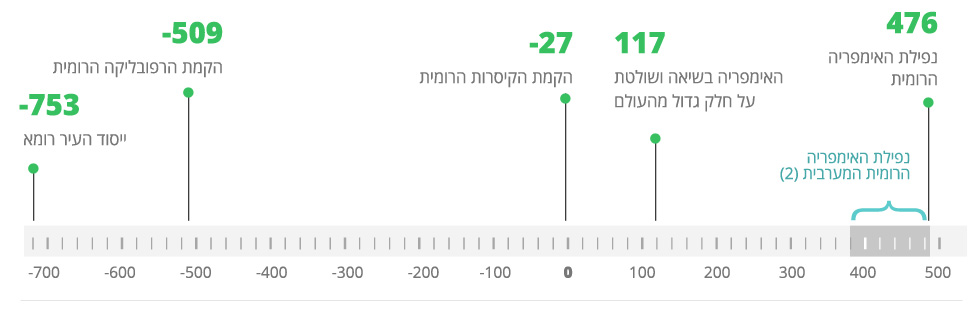 -753
ייסוד העיר רומא
-509
הקמת הרפובליקה הרומית
-27
הקמת הקיסרות הרומית
117
האימפריה בשיאה ושולטת
על חלק גדול מהעולם
476
נפילת האימפריה
הרומית
נפילת האימפריה
הרומית המערבית (2)
-700 -600 -500 -400 -300 -200 -100 0 100 200 300 400 500